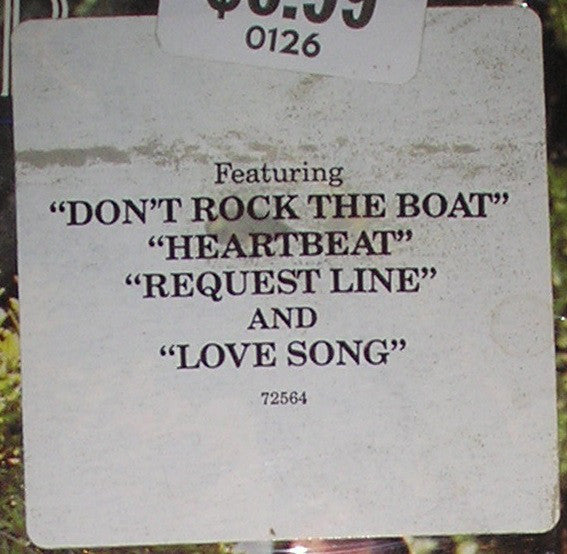 0126
Featuring
“DON'T ROCK THE BOAT”
“HEARTBEAT”
“REQUEST LINE”
AND
“LOVE SONG”
72564